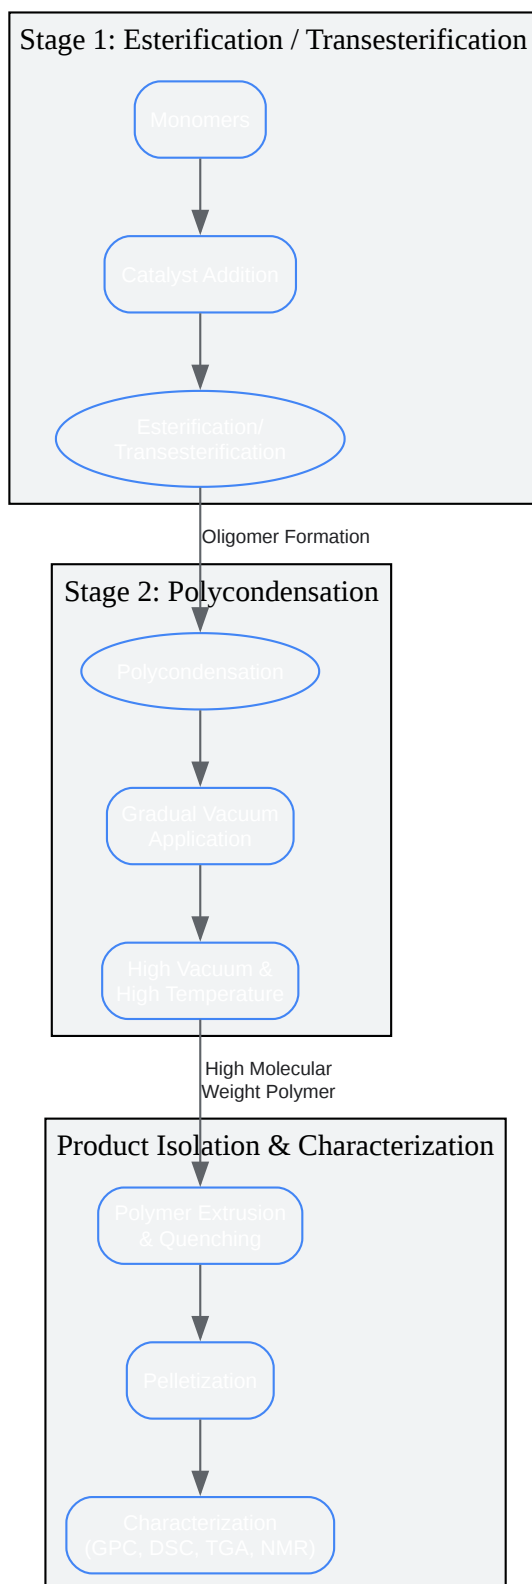 Stage 1: Esterification / Transesterification
Monomers
Catalyst Addition
Esterification/
Transesterification
Oligomer Formation
Stage 2: Polycondensation
Polycondensation
Gradual Vacuum
Application
High Vacuum &
High Temperature
High Molecular
Weight Polymer
Product Isolation & Characterization
Polymer Extrusion
& Quenching
Pelletization
Characterization
(GPC, DSC, TGA, NMR)